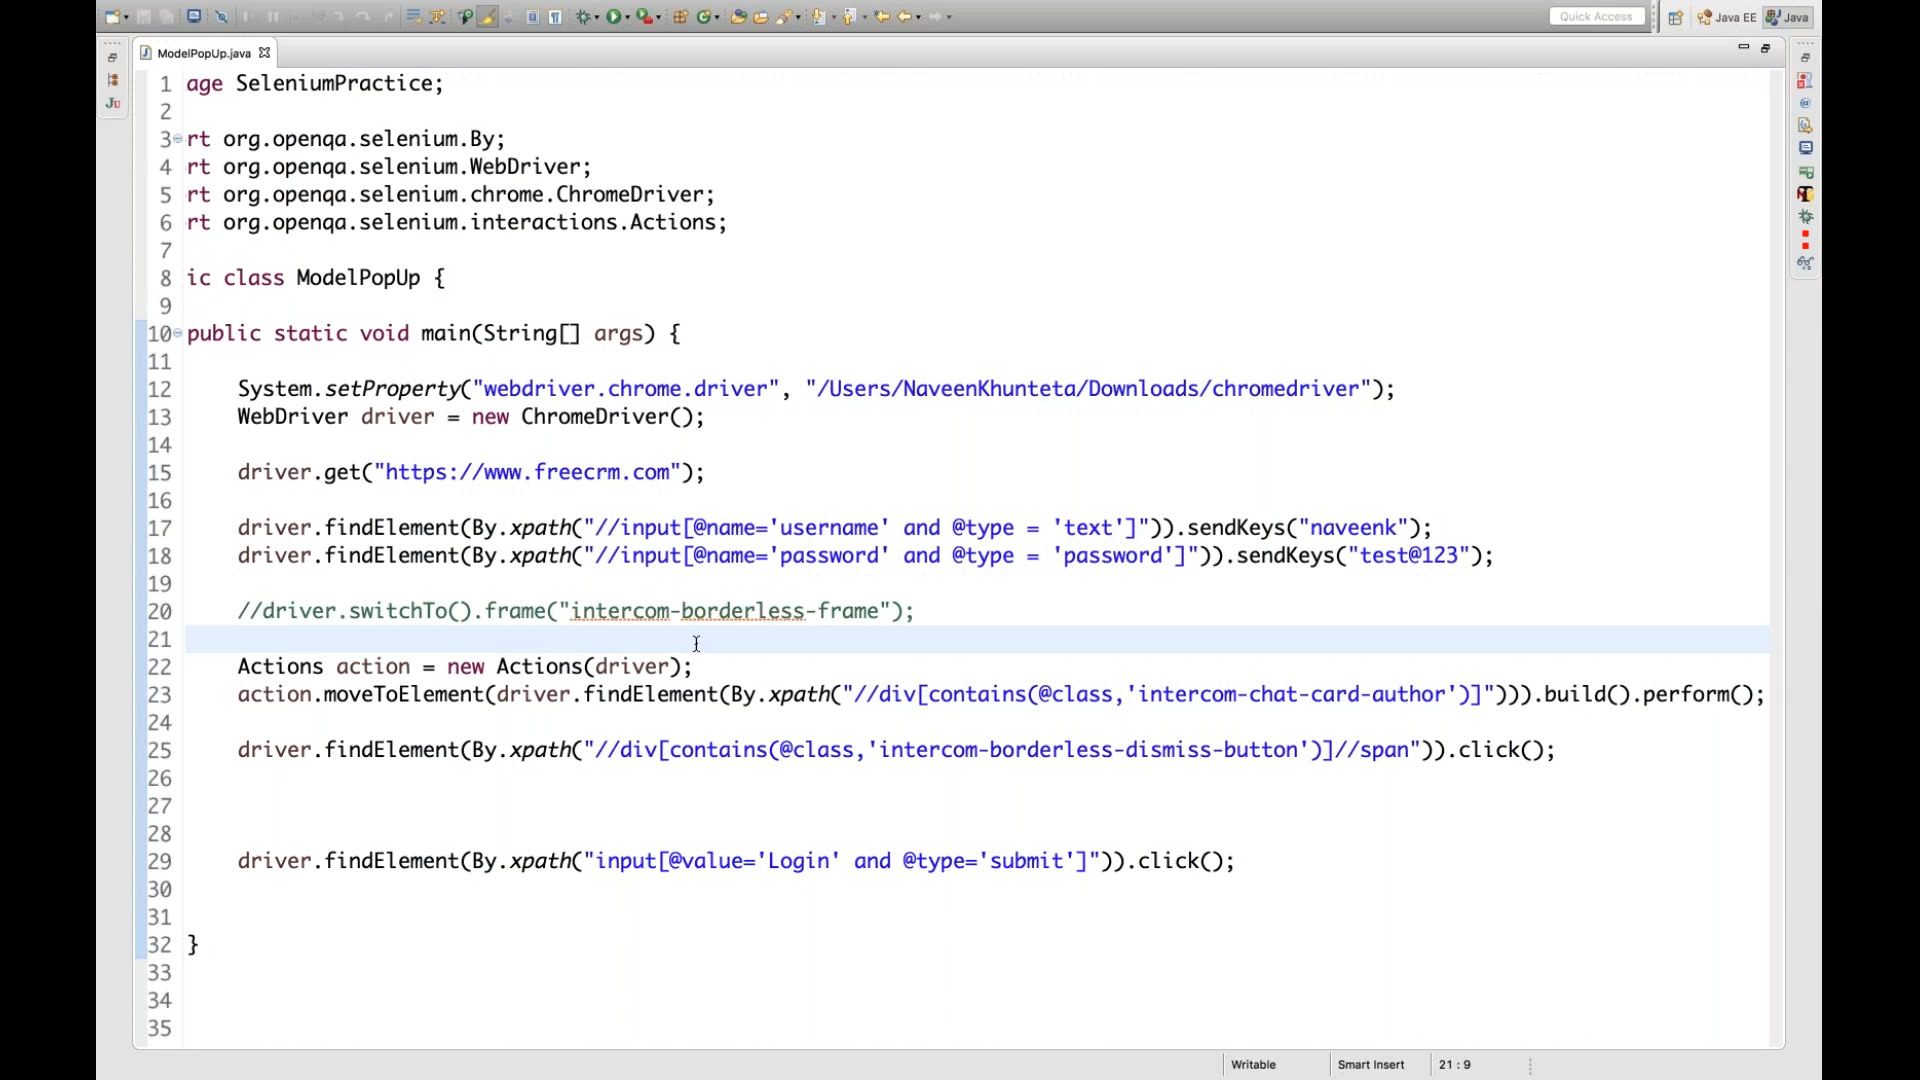 Quick Access
Java EE
Java
ModelPopUp.java
Ju
1 age SeleniumPractice;
2
3 rt org.openqa.selenium.By;
4 rt org.openqa.selenium.WebDriver;
5 rt org.openqa.selenium.chrome.ChromeDriver;
6 rt org.openqa.selenium.interactions.Actions;
7
8 ic class ModelPopUp {
9
10 public static void main(String[] args) {
11
12 System.setProperty("webdriver.chrome.driver", "/Users/NaveenKhunteta/Downloads/chromedriver");
13 WebDriver driver = new ChromeDriver();
14
15 driver.get("https://www.freecrm.com");
16
17 driver.findElement(By.xpath("//input[@name='username' and @type = 'text']")).sendKeys("naveenk");
18 driver.findElement(By.xpath("//input[@name='password' and @type = 'password']")).sendKeys("test@123");
19
20 //driver.switchTo().frame("intercom-borderless-frame");
21
22 Actions action = new Actions(driver);
23 action.moveToElement(driver.findElement(By.xpath("//div[contains(@class,'intercom-chat-card-author')]"))).build().perform();
24
25 driver.findElement(By.xpath("//div[contains(@class,'intercom-borderless-dismiss-button')]//span")).click();
26
27
28
29 driver.findElement(By.xpath("input[@value='Login' and @type='submit']")).click();
30
31
32 }
33
34
35
Writable
Smart Insert
21 : 9